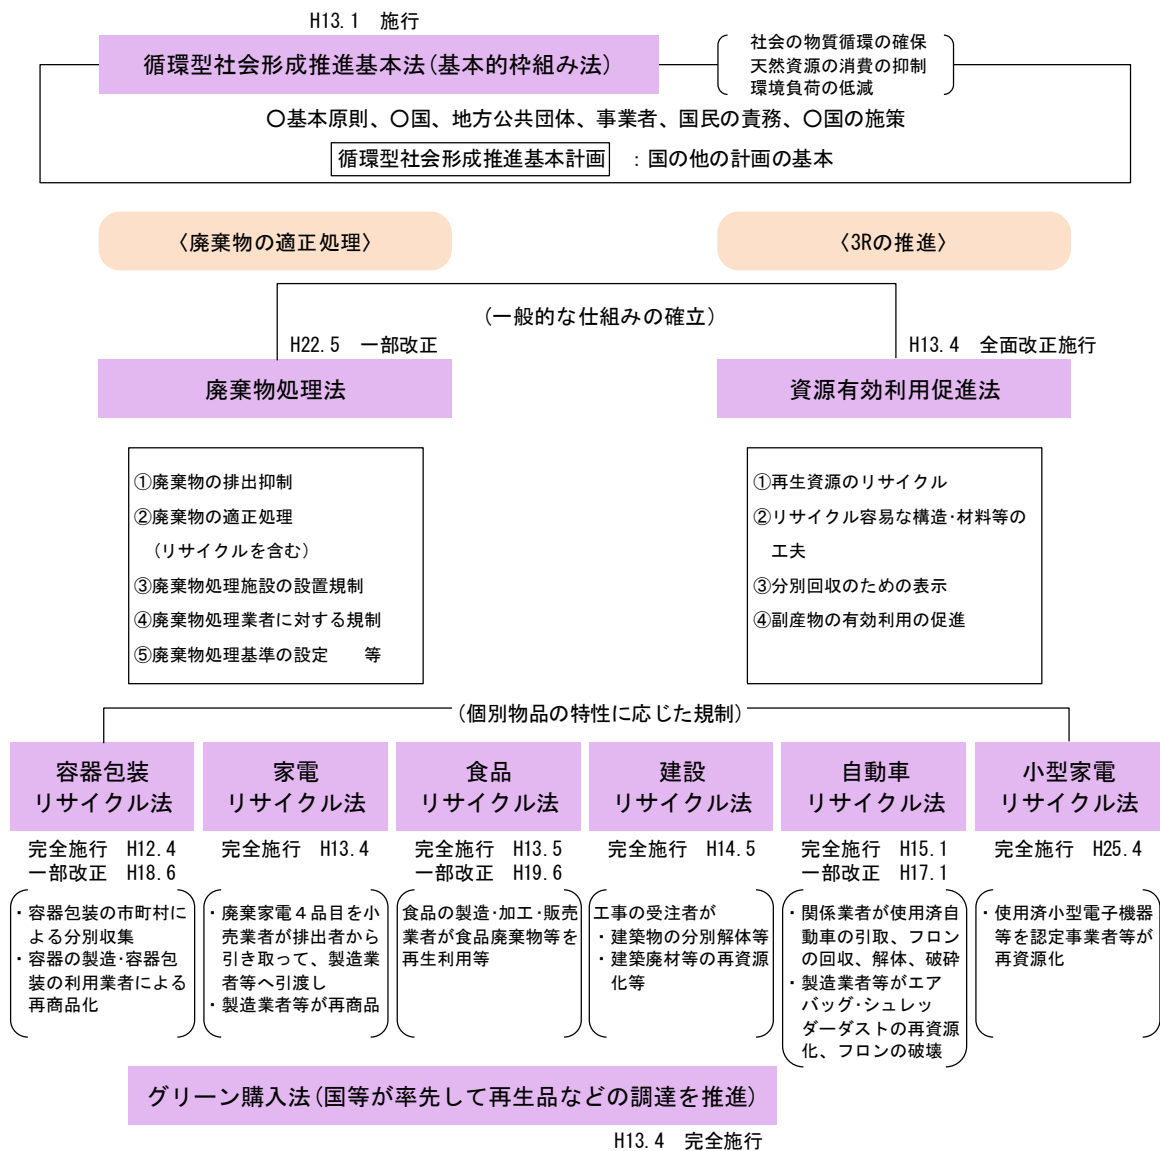 H13.1 施行
循環型社会形成推進基本法(基本的枠組み法)
社会の物質循環の確保
天然資源の消費の抑制
環境負荷の低減
〇基本原則、〇国、地方公共団体、事業者、国民の責務、〇国の施策
循環型社会形成推進基本計画 : 国の他の計画の基本
〈廃棄物の適正処理〉
〈3Rの推進〉
(一般的な仕組みの確立)
H22.5 一部改正
H13.4 全面改正施行
廃棄物処理法
資源有効利用促進法
①廃棄物の排出抑制
②廃棄物の適正処理
(リサイクルを含む)
③廃棄物処理施設の設置規制
④廃棄物処理業者に対する規制
⑤廃棄物処理基準の設定 等
①再生資源のリサイクル
②リサイクル容易な構造・材料等の
工夫
③分別回収のための表示
④副産物の有効利用の促進
(個別物品の特性に応じた規制)
容器包装
リサイクル法
完全施行 H12.4
一部改正 H18.6
・容器包装の市町村に
よる分別収集
・容器の製造・容器包
装の利用業者による
再商品化
家電
リサイクル法
完全施行 H13.4
・廃棄家電4品目を小
売業者が排出者から
引き取って、製造業
者等へ引渡し
・製造業者等が再商品
食品
リサイクル法
完全施行 H13.5
一部改正 H19.6
食品の製造・加工・販売
業者が食品廃棄物等を
再生利用等
建設
リサイクル法
完全施行 H14.5
工事の受注者が
・建築物の分別解体等
・建築廃材等の再資源
化等
自動車
リサイクル法
完全施行 H15.1
一部改正 H17.1
・関係業者が使用済自
動車の引取、フロン
の回収、解体、破砕
・製造業者等がエア
バッグ・シュレッ
ダーダストの再資源
化、フロンの破壊
小型家電
リサイクル法
完全施行 H25.4
・使用済小型電子機器
等を認定事業者等が
再資源化
グリーン購入法(国等が率先して再生品などの調達を推進)
H13.4 完全施行